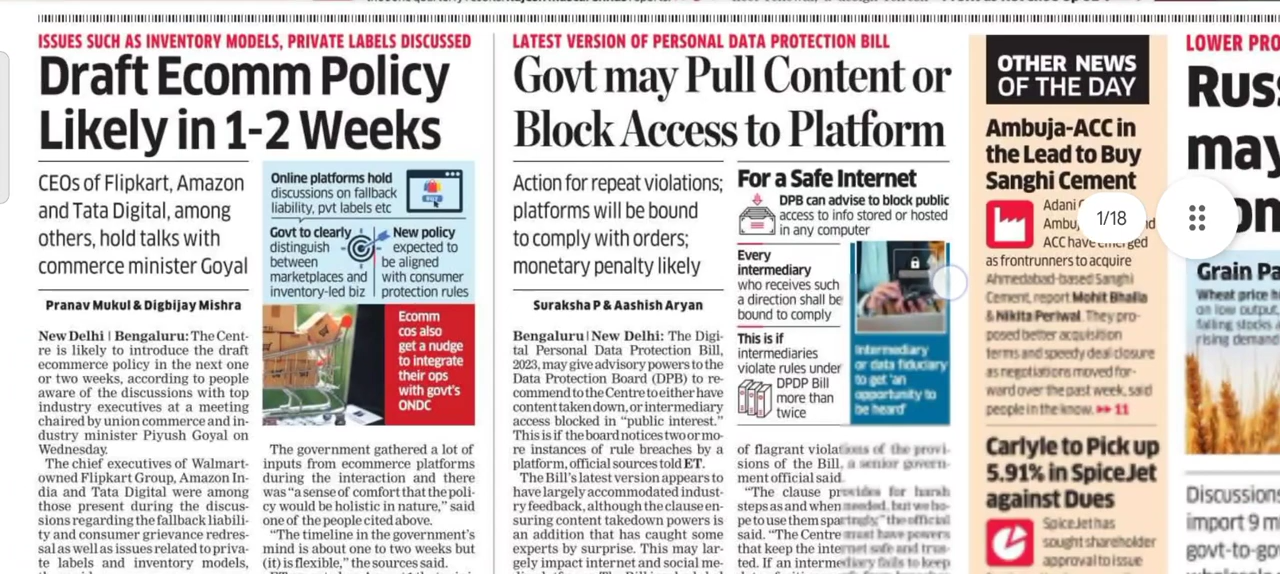 ISSUES SUCH AS INVENTORY MODELS, PRIVATE LABELS DISCUSSED
Draft Ecomm Policy
Likely in 1-2 Weeks
CEOs of Flipkart, Amazon
and Tata Digital, among
others, hold talks with
commerce minister Goyal
Pranav Mukul & Digbijay Mishra
New Delhi | Bengaluru: The Cent-
re is likely to introduce the draft
ecommerce policy in the next one
or two weeks, according to people
aware of the discussions with top
industry executives at a meeting
chaired by union commerce and in-
dustry minister Piyush Goyal on
Wednesday.
The chief executives of Walmart-
owned Flipkart Group, Amazon In-
dia and Tata Digital were among
those present during the discus-
sions regarding the fallback liabili-
ty and consumer grievance redres-
sal as well as issues related to priva-
te labels and inventory models,
Online platforms hold
discussions on fallback
liability, pvt labels etc
BUY
Govt to clearly
distinguish
between
marketplaces and
inventory-led biz
New policy
expected to
be aligned
with consumer
protection rules
Ecomm
cos also
get a nudge
to integrate
their ops
with govt's
ONDC
The government gathered a lot of
inputs from ecommerce platforms
during the interaction and there
was "a sense of comfort that the poli-
cy would be holistic in nature," said
one of the people cited above.
"The timeline in the government's
mind is about one to two weeks but
(it) is flexible," the sources said.
LATEST VERSION OF PERSONAL DATA PROTECTION BILL
Govt may Pull Content or
Block Access to Platform
Action for repeat violations;
platforms will be bound
to comply with orders;
monetary penalty likely
Suraksha P & Aashish Aryan
Bengaluru | New Delhi: The Digi-
tal Personal Data Protection Bill,
2023, may give advisory powers to the
Data Protection Board (DPB) to re-
commend to the Centre to either have
content taken down, or intermediary
access blocked in "public interest."
This is if the board notices two or mo-
re instances of rule breaches by a
platform, official sources told ET.
The Bill's latest version appears to
have largely accommodated indust-
ry feedback, although the clause en-
suring content takedown powers is
an addition that has caught some
experts by surprise. This may lar-
gely impact internet and social me-
For a Safe Internet
DPB can advise to block public
access to info stored or hosted
in any computer
Every
intermediary
who receives such
a direction shall be
bound to comply
This is if
intermediaries
violate rules under
DPDP Bill
more than
twice
Intermediary
or data fiduciary
to get 'an
opportunity to
be heard'
of flagrant violations of the provi-
sions of the Bill, a senior govern-
ment official said.
"The clause provides for harsh
steps as and when needed, but we ho-
pe to use them sparingly," the official
said. "The Centre must have powers
that keep the internet safe and trus-
ted. If an intermediary fails to keep
OTHER NEWS
OF THE DAY
Ambuja-ACC in
the Lead to Buy
Sanghi Cement
Adani
Ambu
ACC have emerged
as frontrunners to acquire
Ahmedabad-based Sanghi
Cement, report Mohit Bhalla
& Nikita Periwal. They pro-
posed better acquisition
terms and speedy deal closure
as negotiations moved for-
ward over the past week, said
people in the know. 11
Carlyle to Pick up
5.91% in SpiceJet
against Dues
SpiceJet has
sought shareholder
approval to issue
1/18
LOWER PRO
Russ
may
Grain Pa
Wheat price h
on low output,
falling stocks
rising demand
Discussion
import 9 m
govt-to-gov